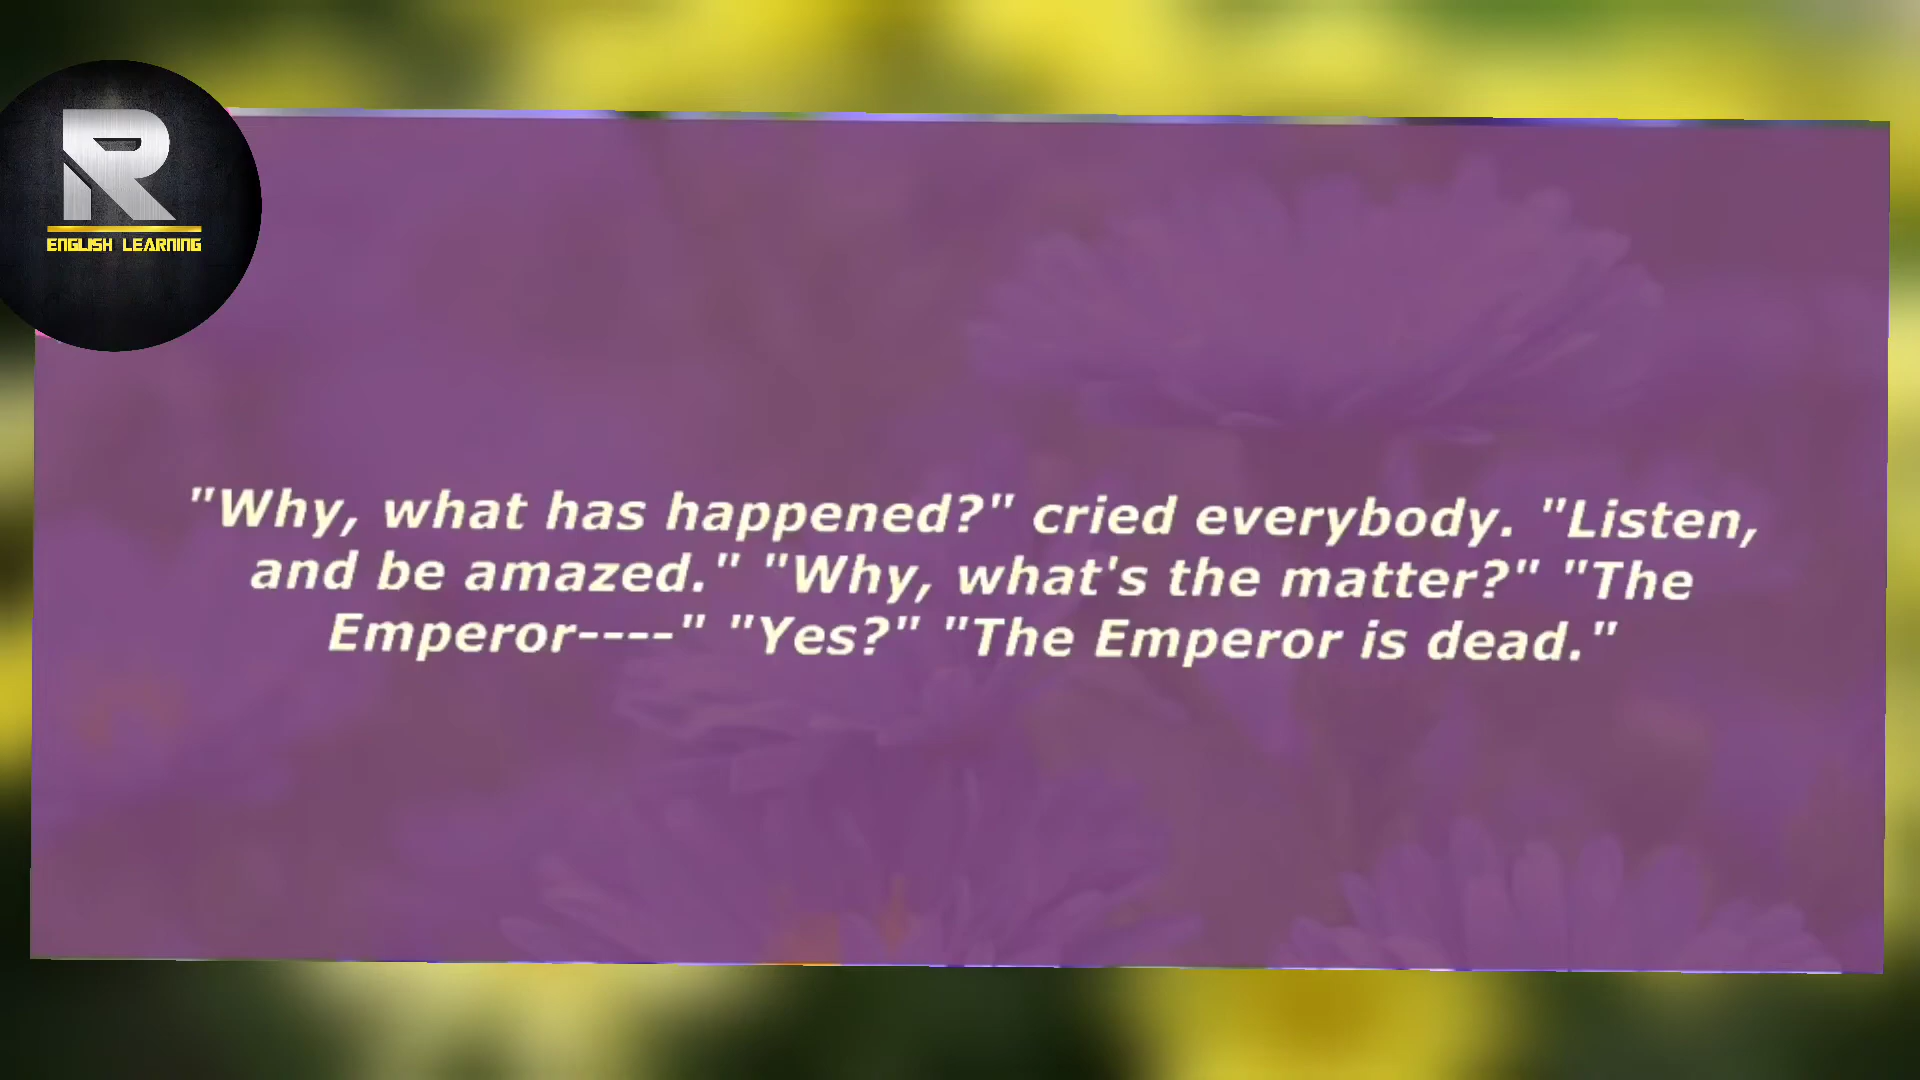 R
ENGLISH LEARNING
"Why, what has happened?" cried everybody. "Listen,
and be amazed." "Why, what's the matter?" "The
Emperor----" "Yes?" "The Emperor is dead."